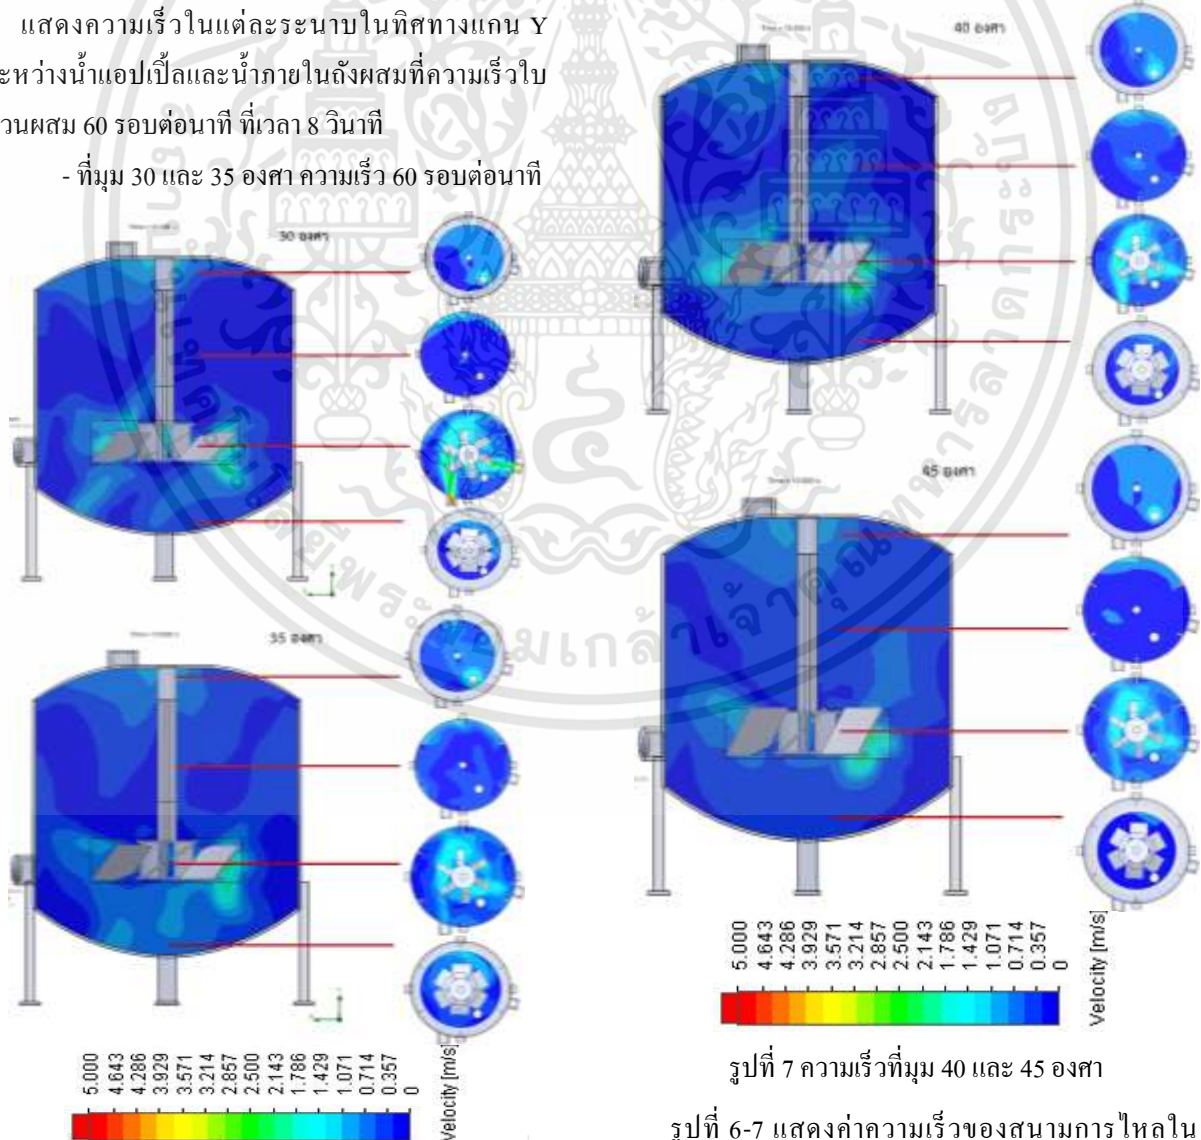 แสดงความเร็วในแต่ละระนาบในทิศทางแกน Y
ะหว่างน้ำแอปเปิ้ลและน้ำภายในถังผสมที่ความเร็วใบ
วนผสม 60 รอบต่อนาที ที่เวลา 8 วินาที
- ที่มุม 30 และ 35 องศา ความเร็ว 60 รอบต่อนาที
30 องศา
35 องศา
5.000
4.643
4.286
3.929
3.571
3.214
2.857
2.500
2.143
1.786
1.429
1.071
0.714
0.357
0
Velocity [m/s]
40 องศา
45 องศา
5.000
4.643
4.286
3.929
3.571
3.214
2.857
2.500
2.143
1.786
1.429
1.071
0.714
0.357
0
Velocity [m/s]
รูปที่ 7 ความเร็วที่มุม 40 และ 45 องศา
รูปที่ 6-7 แสดงค่าความเร็วของสนามการไหลใน